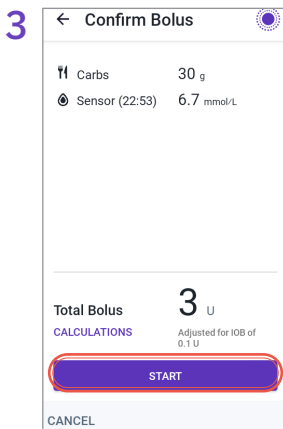 3
Confirm Bolus
Carbs 30 g
Sensor (22:53) 6.7 mmol/L
Total Bolus 3 U
CALCULATIONS Adjusted for IOB of
0.1 U
START
CANCEL